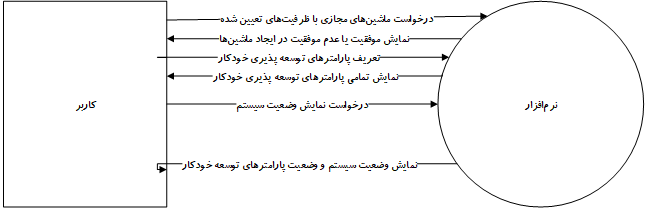 درخواست ماشین‌های مجازی با ظرفیت‌های تعیین شده
نمایش موفقیت یا عدم موفقیت در ایجاد ماشین‌ها
تعریف پارامترهای توسعه پذیری خودکار
نمایش تمامی پارامترهای توسعه پذیری خودکار
کاربر
درخواست نمایش وضعیت سیستم
نرم‌افزار
نمایش وضعیت سیستم و وضعیت پارامترهای توسعه خودکار